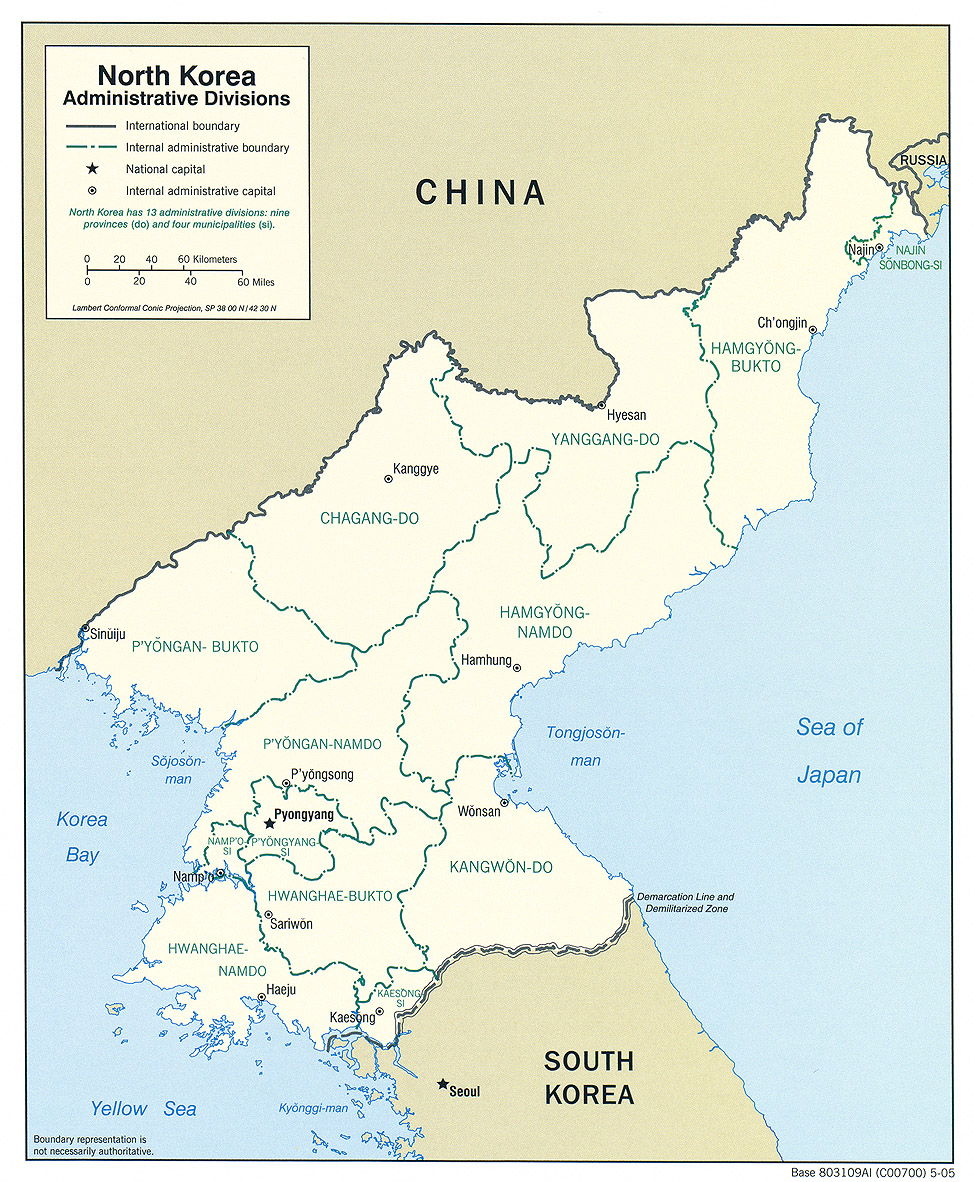 North Korea
Administrative Divisions
International boundary
Internal administrative boundary
National capital
Internal administrative capital
North Korea has 13 administrative divisions: nine
provinces (do) and four municipalities (si).
0 20 40 60 Kilometers
0 20 40 60 Miles
Lambert Conformal Conic Projection, SP 38 00 N / 42 30 N
CHINA
RUSSIA
Najin
NAJIN
SŎNBONG-SI
Ch'ongjin
HAMGYŎNG-
BUKTO
Hyesan
YANGGANG-DO
Kanggye
CHAGANG-DO
HAMGYŎNG-
NAMDO
Sinŭiju
P'YŎNGAN- BUKTO
Hamhung
Sea of
Japan
Tongjosŏn-
man
P'YŎNGAN-NAMDO
Sŏjosŏn-
man
P'yŏngsong
Pyongyang
Wŏnsan
Korea
Bay
NAMP'O-
SI
P'YŎNGYANG-
SI
KANGWŎN-DO
Namp'o
HWANGHAE-BUKTO
Demarcation Line and
Demilitarized Zone
Sariwŏn
HWANGHAE-
NAMDO
Haeju
KAESŎNG-
SI
Kaesŏng
SOUTH
KOREA
Seoul
Yellow Sea
Kyŏnggi-man
Boundary representation is
not necessarily authoritative.
Base 803109AI (C00700) 5-05